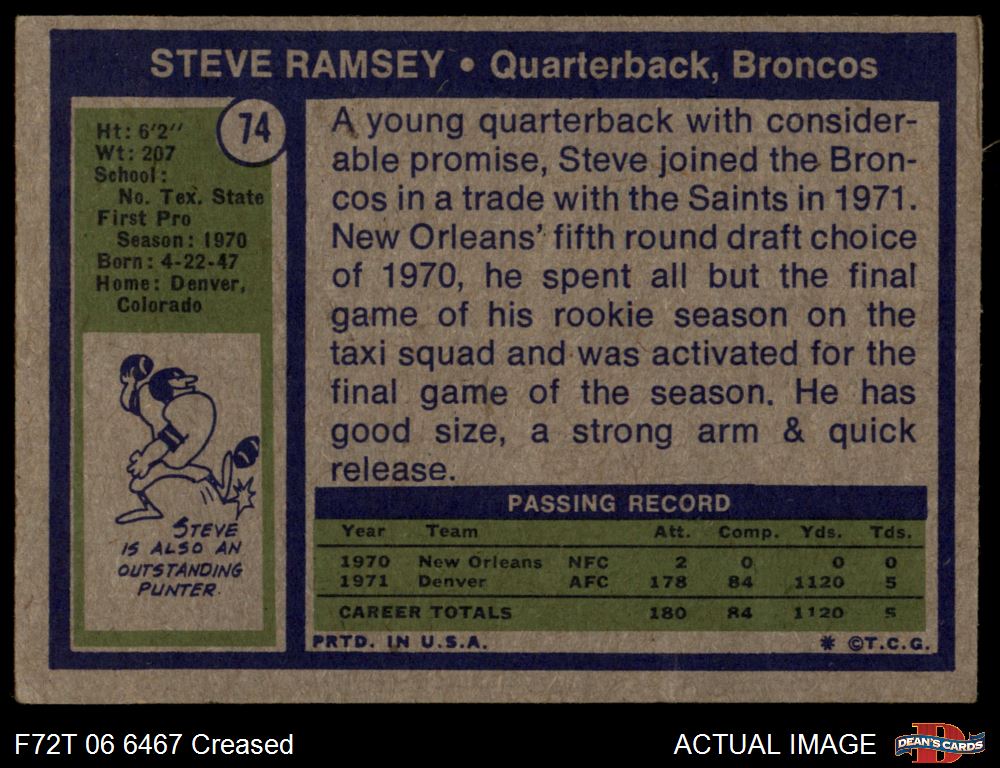 STEVE RAMSEY • Quarterback, Broncos
74
Ht: 6'2''
Wt: 207
School:
No. Tex. State
First Pro
Season: 1970
Born: 4-22-47
Home: Denver,
Colorado
STEVE
IS ALSO AN
OUTSTANDING
PUNTER.
A young quarterback with consider-
able promise, Steve joined the Bron-
cos in a trade with the Saints in 1971.
New Orleans' fifth round draft choice
of 1970, he spent all but the final
game of his rookie season on the
taxi squad and was activated for the
final game of the season. He has
good size, a strong arm & quick
release.
PASSING RECORD
Year Team Att. Comp. Yds. Tds.
1970 New Orleans NFC 2 0 0 0
1971 Denver AFC 178 84 1120 5
CAREER TOTALS 180 84 1120 5
PRTD. IN U.S.A. * ©T.C.G.
F72T 06 6467 Creased
ACTUAL IMAGE
D
DEAN'S CARDS